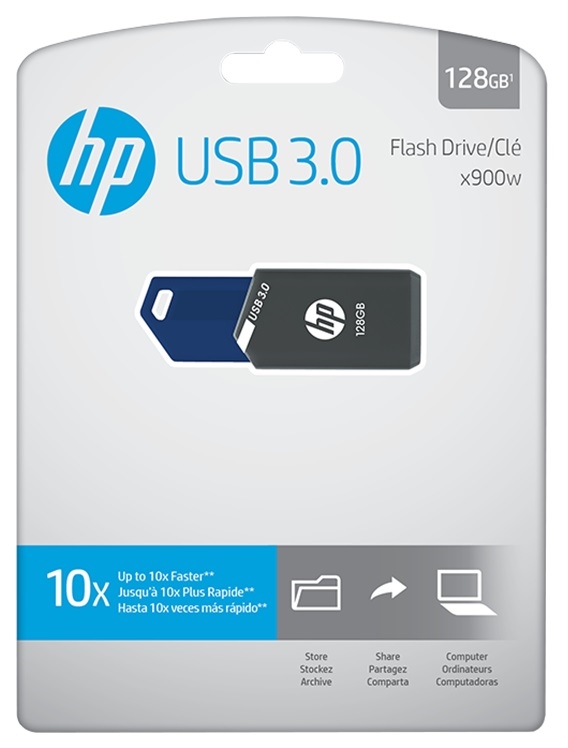 128GB¹
hp
USB 3.0
Flash Drive/Clé
x900w
USB 3.0
hp
128GB
10x
Up to 10x Faster**
Jusqu'à 10x Plus Rapide**
Hasta 10x veces más rápido**
Store
Stockez
Archive
Share
Partagez
Comparta
Computer
Ordinateurs
Computadoras